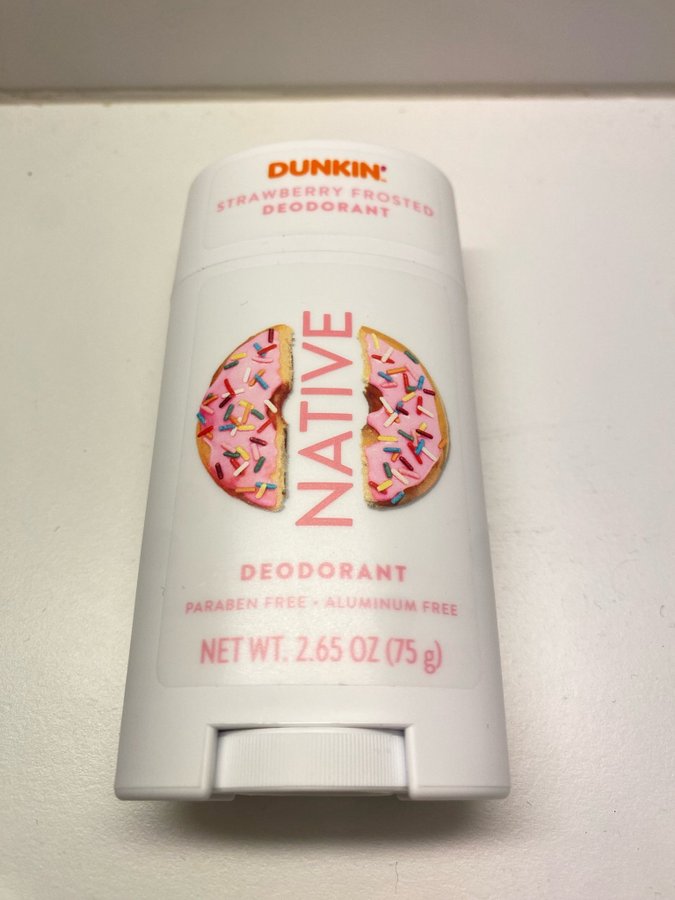 DUNKIN'
STRAWBERRY FROSTED
DEODORANT
NATIVE
DEODORANT
PARABEN FREE • ALUMINUM FREE
NET WT. 2.65 OZ (75 g)